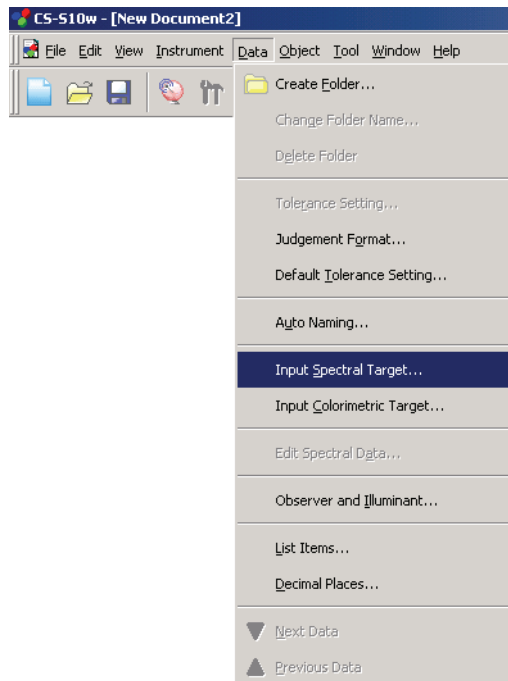 CS-S10w - [New Document2]
File Edit View Instrument Data Object Tool Window Help
Create Folder...
Change Folder Name...
Delete Folder
Tolerance Setting...
Judgement Format...
Default Tolerance Setting...
Auto Naming...
Input Spectral Target...
Input Colorimetric Target...
Edit Spectral Data...
Observer and Illuminant...
List Items...
Decimal Places...
Next Data
Previous Data